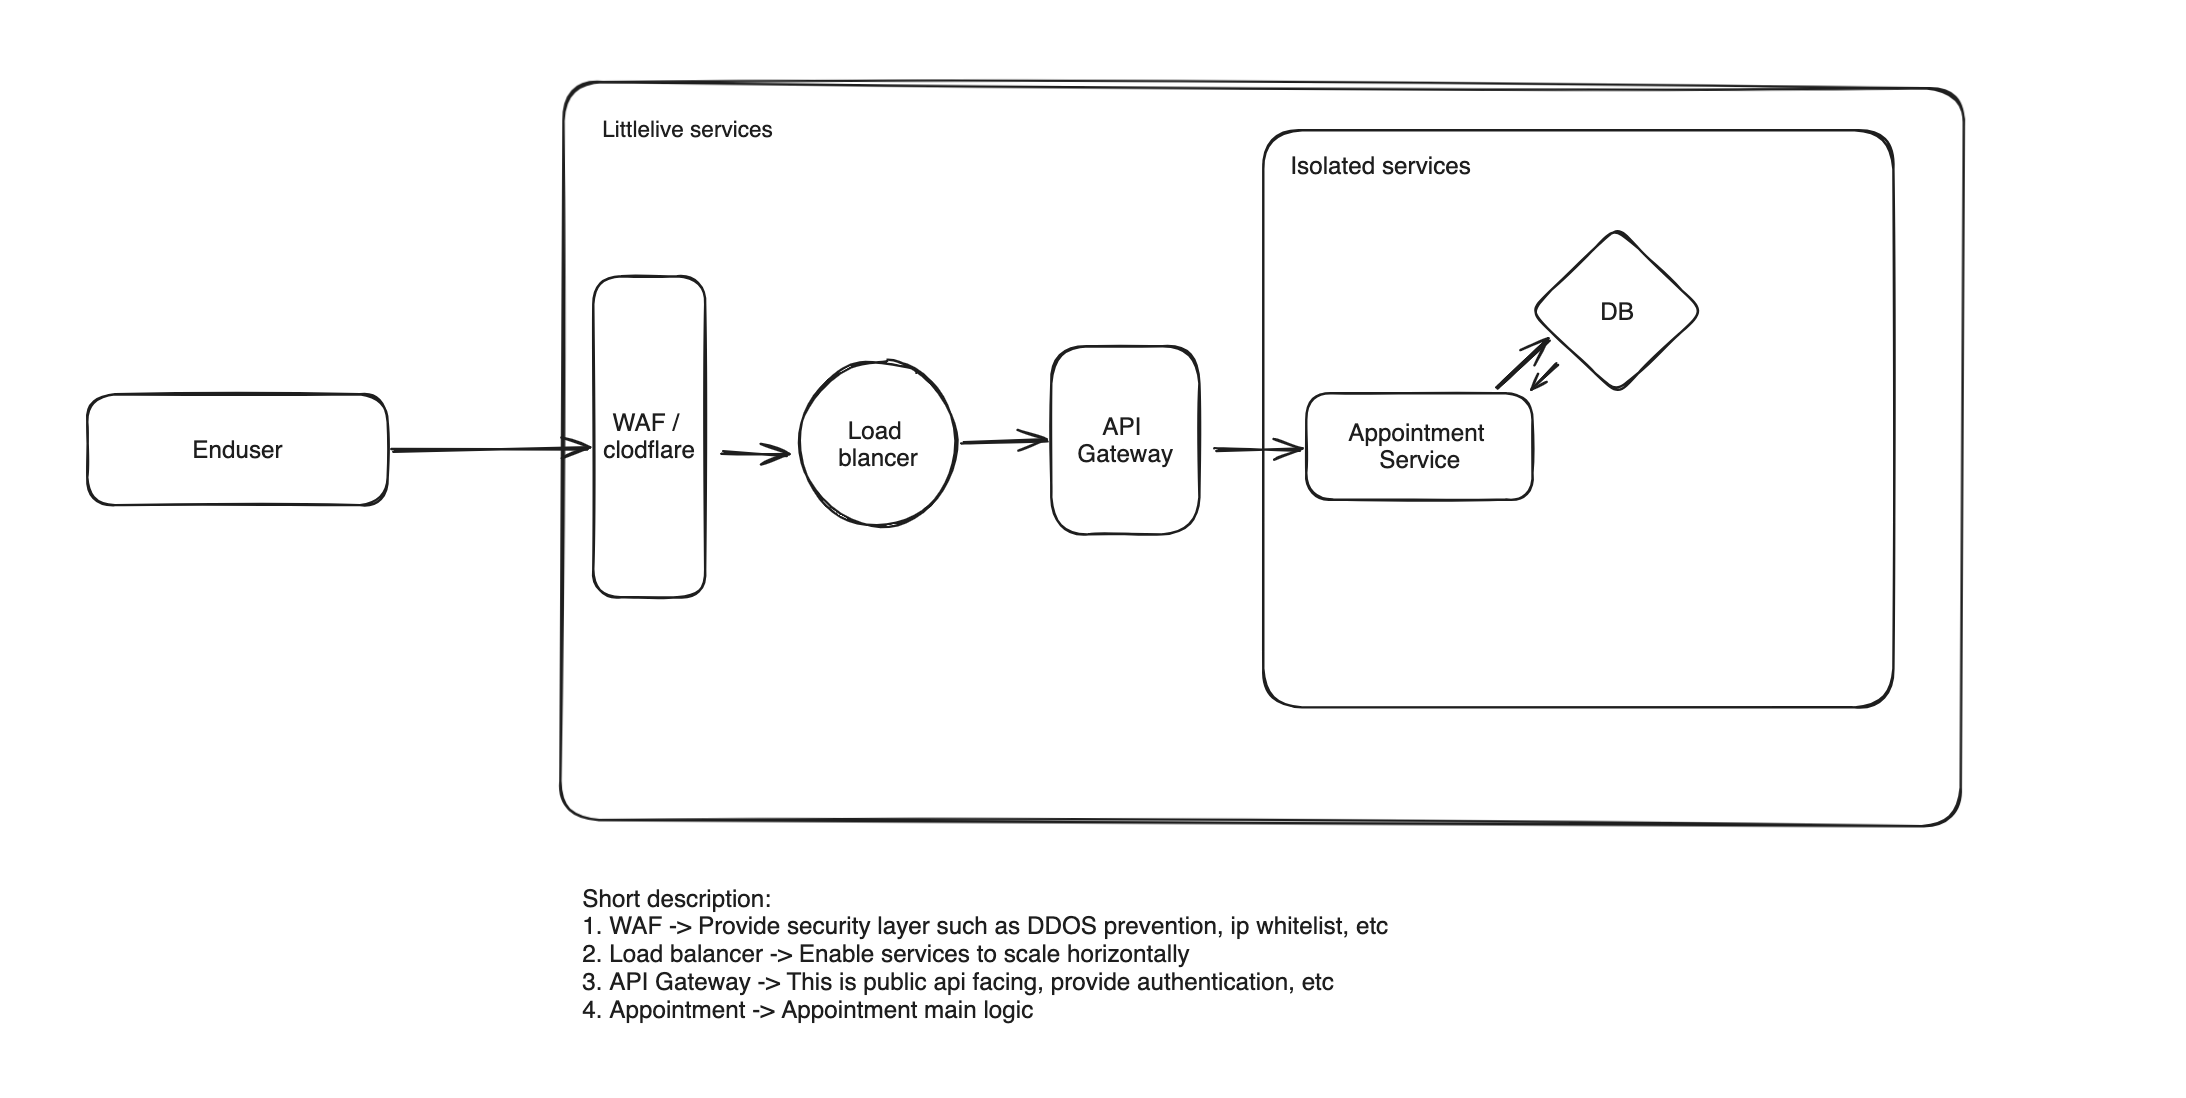 Littlelive services
Isolated services
DB
Enduser
WAF /
clodflare
Load
blancer
API
Gateway
Appointment
Service
Short description:
1. WAF -> Provide security layer such as DDOS prevention, ip whitelist, etc
2. Load balancer -> Enable services to scale horizontally
3. API Gateway -> This is public api facing, provide authentication, etc
4. Appointment -> Appointment main logic